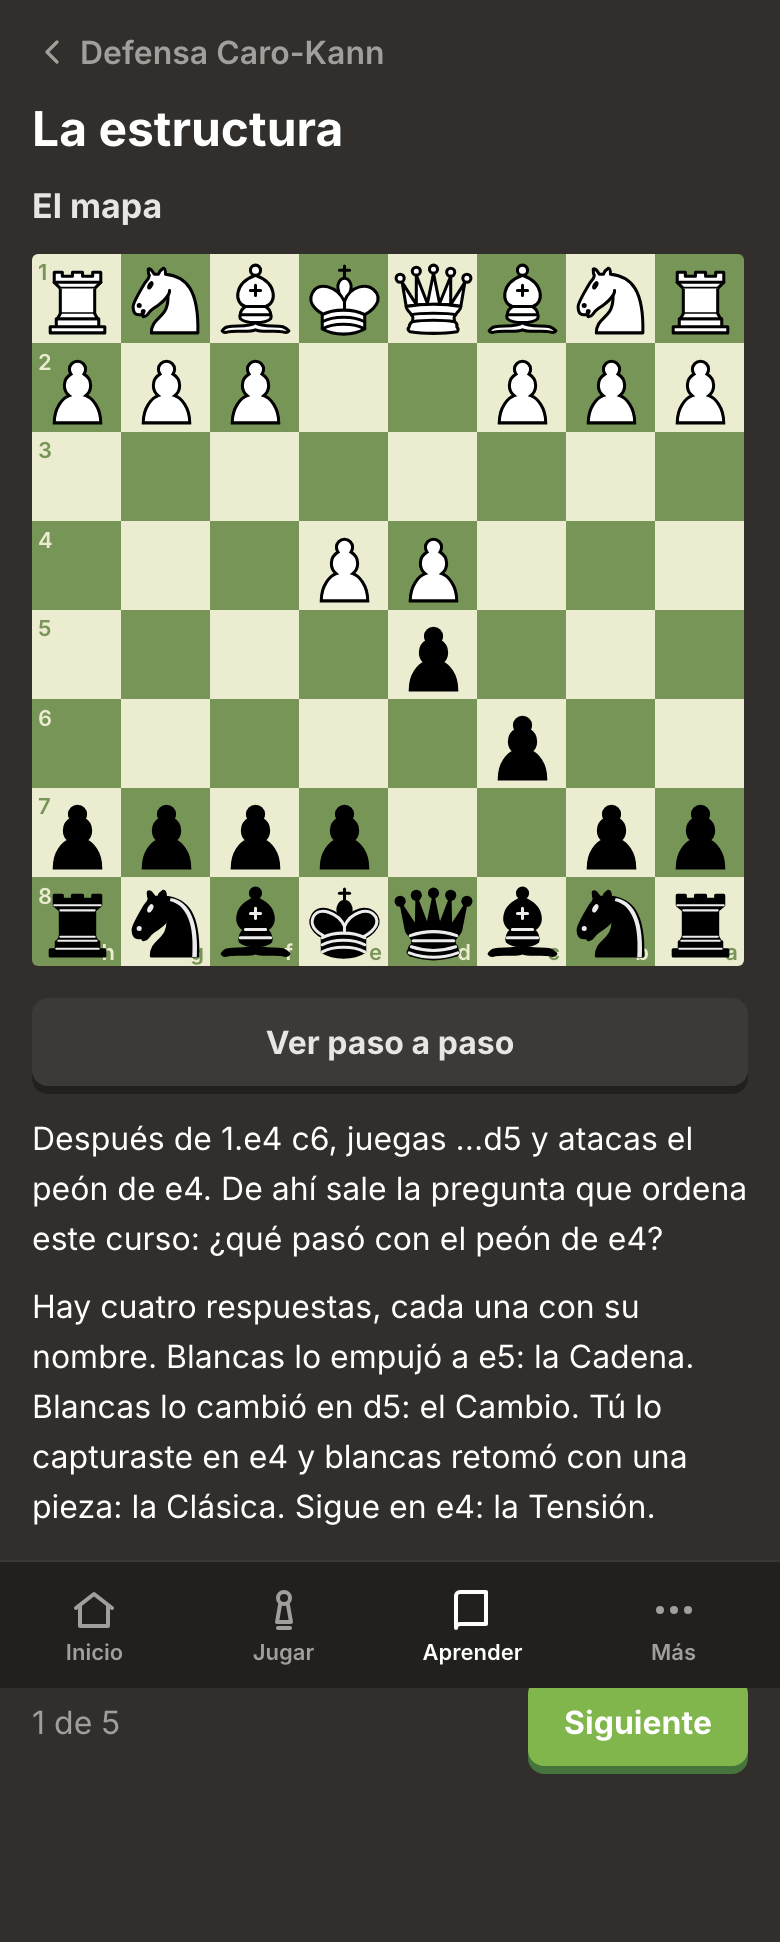 Defensa Caro-Kann
La estructura
El mapa
1
2
3
4
5
6
7
8
h g f e d c b a
Ver paso a paso
Después de 1.e4 c6, juegas ...d5 y atacas el
peón de e4. De ahí sale la pregunta que ordena
este curso: ¿qué pasó con el peón de e4?
Hay cuatro respuestas, cada una con su
nombre. Blancas lo empujó a e5: la Cadena.
Blancas lo cambió en d5: el Cambio. Tú lo
capturaste en e4 y blancas retomó con una
pieza: la Clásica. Sigue en e4: la Tensión.
Inicio Jugar Aprender Más
1 de 5 Siguiente